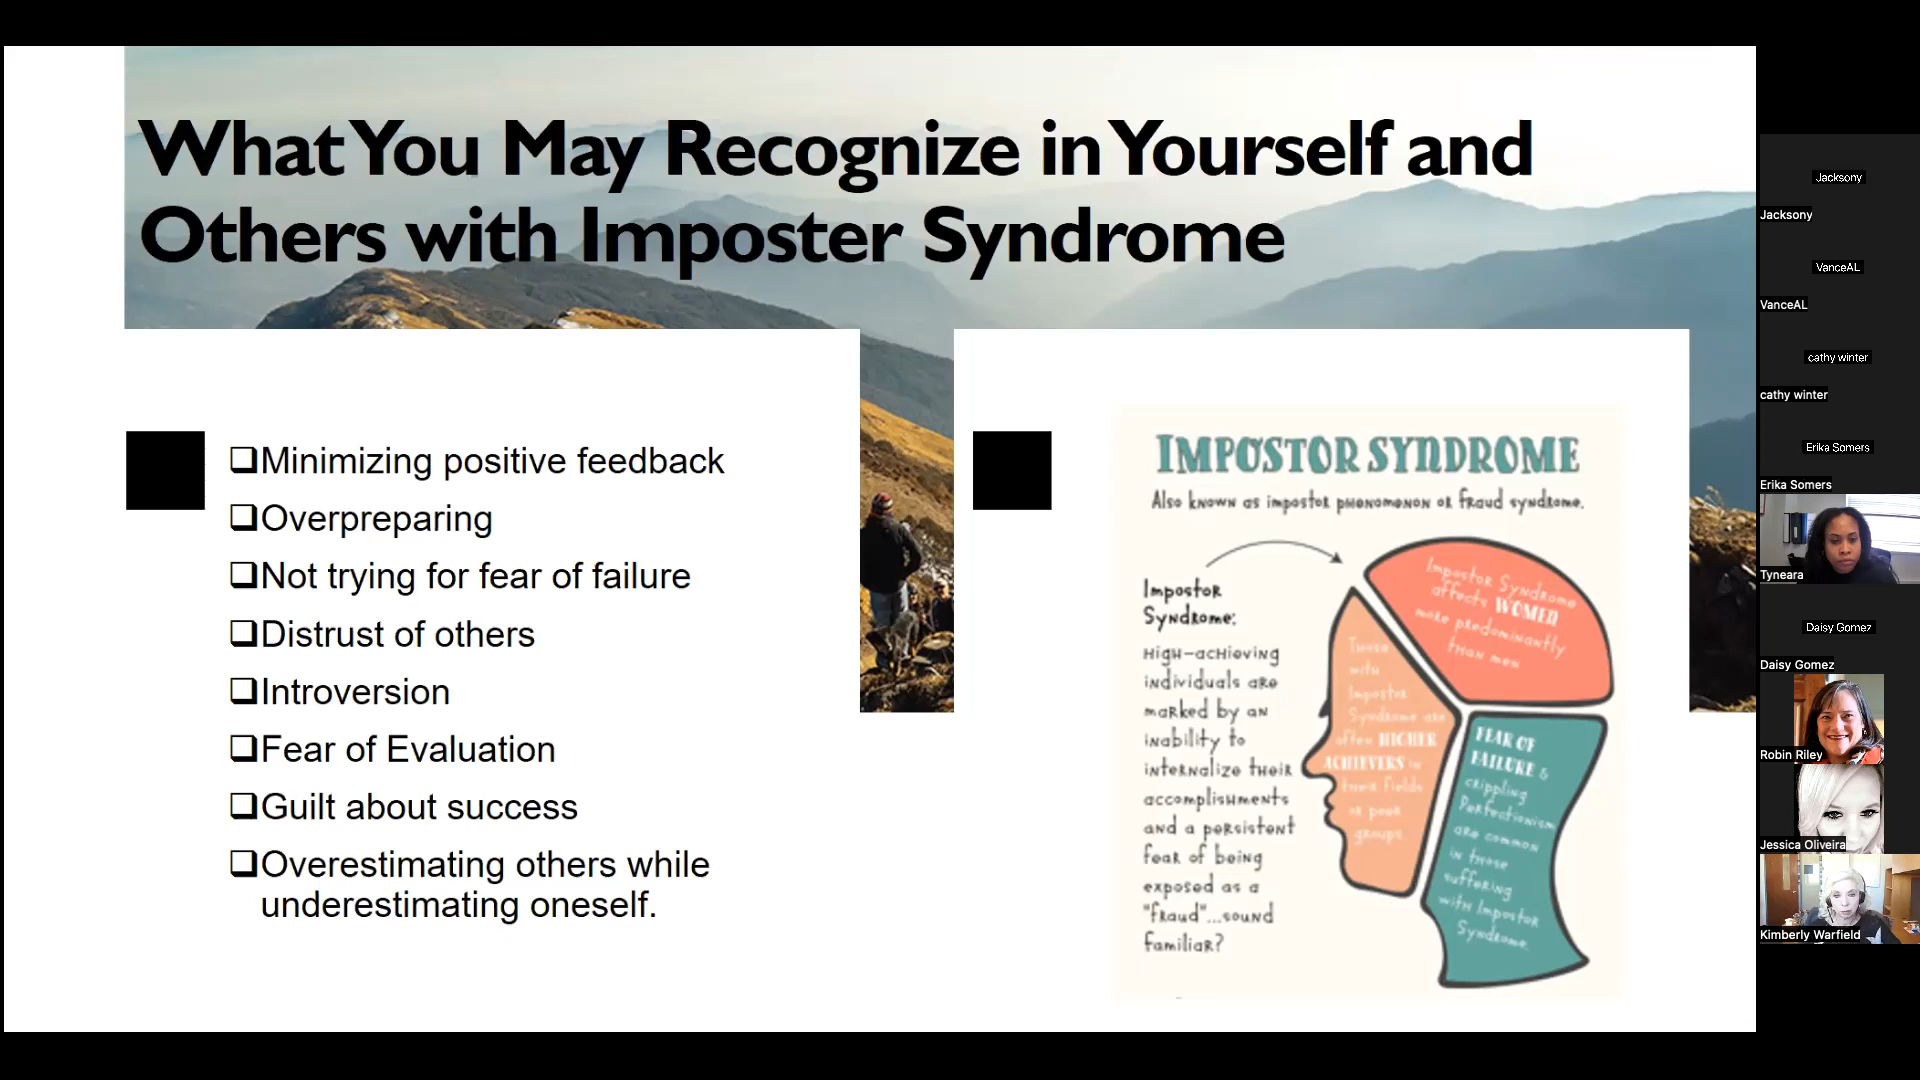 What You May Recognize in Yourself and
Others with Imposter Syndrome
❑Minimizing positive feedback
❑Overpreparing
❑Not trying for fear of failure
❑Distrust of others
❑Introversion
❑Fear of Evaluation
❑Guilt about success
❑Overestimating others while
underestimating oneself.
IMPOSTOR SYNDROME
Also known as impostor phenomenon or fraud syndrome.
Impostor
Syndrome:
High-achieving
individuals are
marked by an
inability to
internalize their
accomplishments
and a persistent
fear of being
exposed as a
"fraud"...sound
familiar?
Impostor Syndrome
affects WOMEN
more predominantly
than men
Those
with
Impostor
Syndrome are
often HIGHER
ACHIEVERS in
their fields
or peer
groups.
FEAR OF
FAILURE &
crippling
Perfectionism
are common
in those
suffering
with Impostor
Syndrome.
Jacksony
Jacksony
VanceAL
VanceAL
cathy winter
cathy winter
Erika Somers
Erika Somers
Tyneara
Daisy Gomez
Daisy Gomez
Robin Riley
Jessica Oliveira
Kimberly Warfield